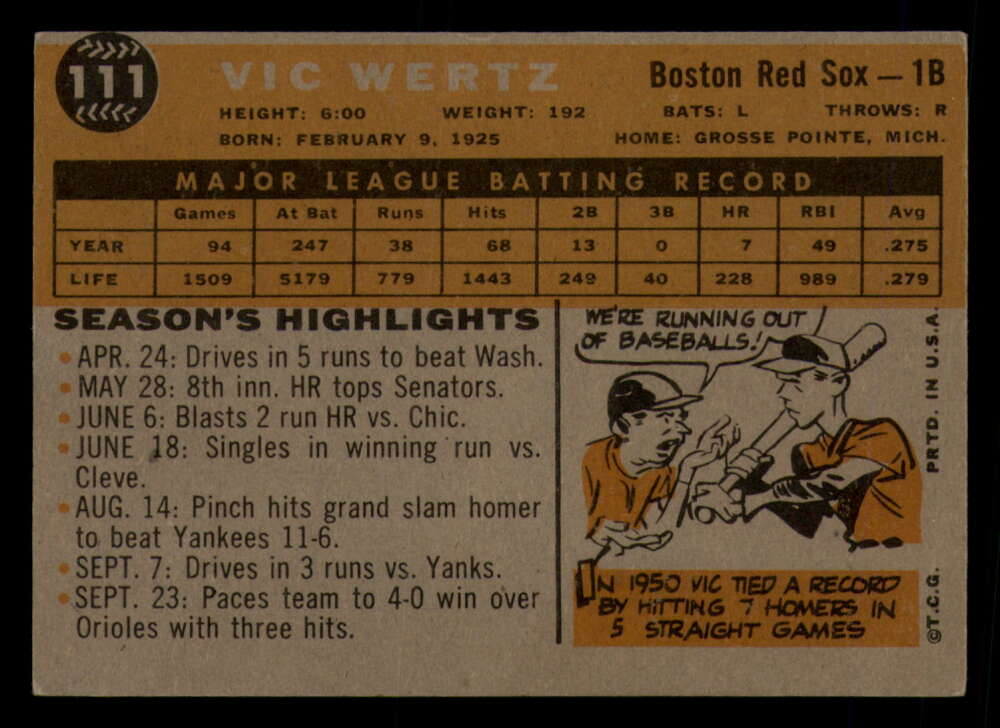 111
VIC WERTZ
Boston Red Sox — 1B
HEIGHT: 6:00 WEIGHT: 192 BATS: L THROWS: R
BORN: FEBRUARY 9, 1925 HOME: GROSSE POINTE, MICH.
MAJOR LEAGUE BATTING RECORD
Games At Bat Runs Hits 2B 3B HR RBI Avg
YEAR 94 247 38 68 13 0 7 49 .275
LIFE 1509 5179 779 1443 249 40 228 989 .279
SEASON'S HIGHLIGHTS
• APR. 24: Drives in 5 runs to beat Wash.
• MAY 28: 8th inn. HR tops Senators.
• JUNE 6: Blasts 2 run HR vs. Chic.
• JUNE 18: Singles in winning run vs.
Cleve.
• AUG. 14: Pinch hits grand slam homer
to beat Yankees 11-6.
• SEPT. 7: Drives in 3 runs vs. Yanks.
• SEPT. 23: Paces team to 4-0 win over
Orioles with three hits.
WE'RE RUNNING OUT
OF BASEBALLS!
IN 1950 VIC TIED A RECORD
BY HITTING 7 HOMERS IN
5 STRAIGHT GAMES
©T.C.G. PRTD. IN U.S.A.